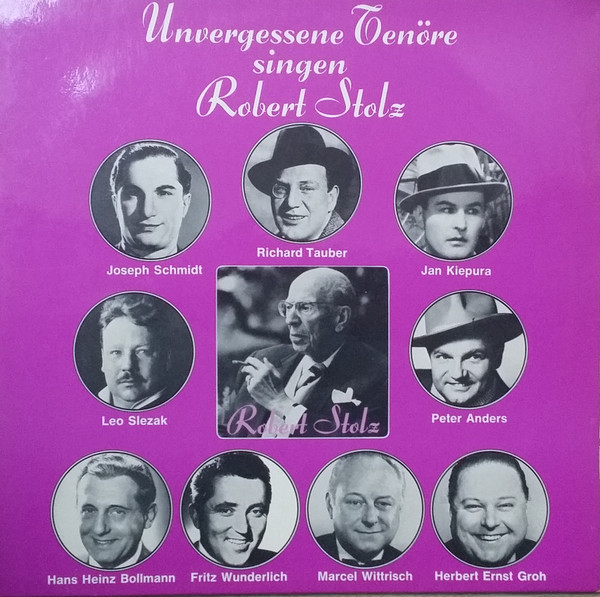 Unvergessene Tenöre
singen
Robert Stolz
Joseph Schmidt
Richard Tauber
Jan Kiepura
Leo Slezak
Robert Stolz
Peter Anders
Hans Heinz Bollmann
Fritz Wunderlich
Marcel Wittrisch
Herbert Ernst Groh